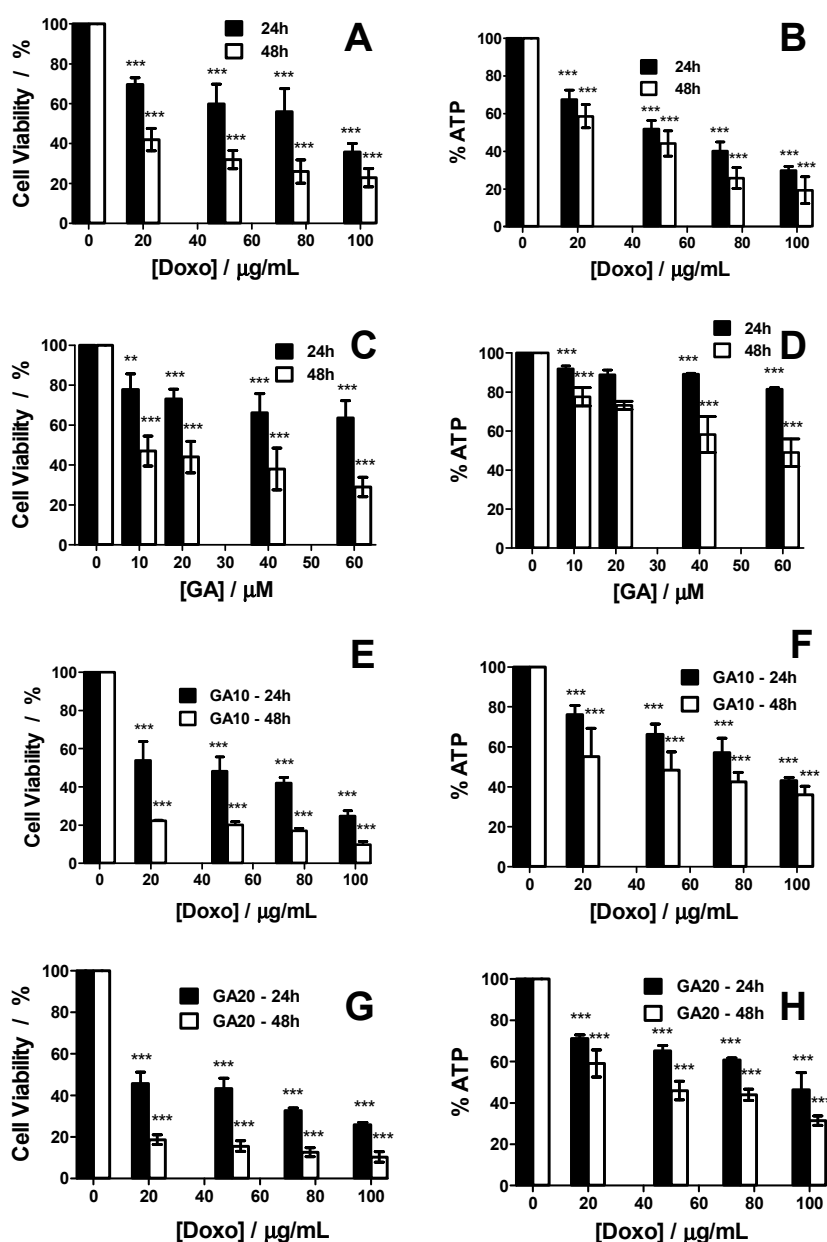 A
24h
48h
Cell Viability / %
100
80
60
40
20
0
***
***
***
***
***
***
***
***
0 20 40 60 80 100
[Doxo] / μg/mL
B
24h
48h
% ATP
100
80
60
40
20
0
***
***
***
***
***
***
***
***
0 20 40 60 80 100
[Doxo] / μg/mL
C
24h
48h
Cell Viability / %
100
80
60
40
20
0
**
***
***
***
***
***
***
***
0 10 20 30 40 50 60
[GA] / μM
D
24h
48h
% ATP
100
80
60
40
20
0
***
***
***
***
***
***
0 10 20 30 40 50 60
[GA] / μM
E
GA10 - 24h
GA10 - 48h
Cell Viability / %
100
80
60
40
20
0
***
***
***
***
***
***
***
***
0 20 40 60 80 100
[Doxo] / μg/mL
F
GA10 - 24h
GA10 - 48h
% ATP
100
80
60
40
20
0
***
***
***
***
***
***
***
***
0 20 40 60 80 100
[Doxo] / μg/mL
G
GA20 - 24h
GA20 - 48h
Cell Viability / %
100
80
60
40
20
0
***
***
***
***
***
***
***
***
0 20 40 60 80 100
[Doxo] / μg/mL
H
GA20 - 24h
GA20 - 48h
% ATP
100
80
60
40
20
0
***
***
***
***
***
***
***
***
0 20 40 60 80 100
[Doxo] / μg/mL